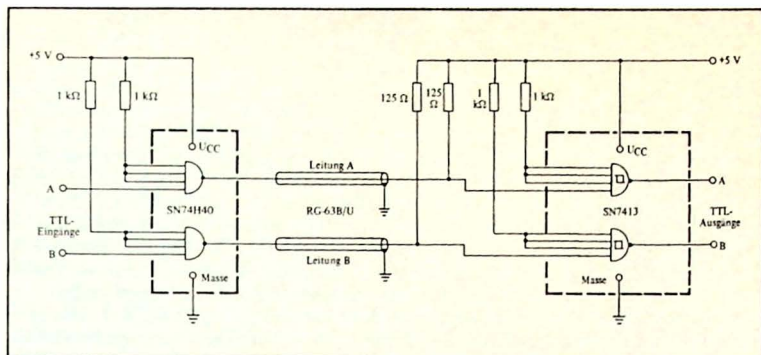 +5 V
+5 V
1 kΩ
1 kΩ
125 Ω
125
Ω
1
kΩ
1 kΩ
UCC
UCC
Leitung A
A
A
SN74H40
RG-63B/U
SN7413
TTL-
Eingänge
TTL-
Ausgänge
B
B
Leitung B
Masse
Masse